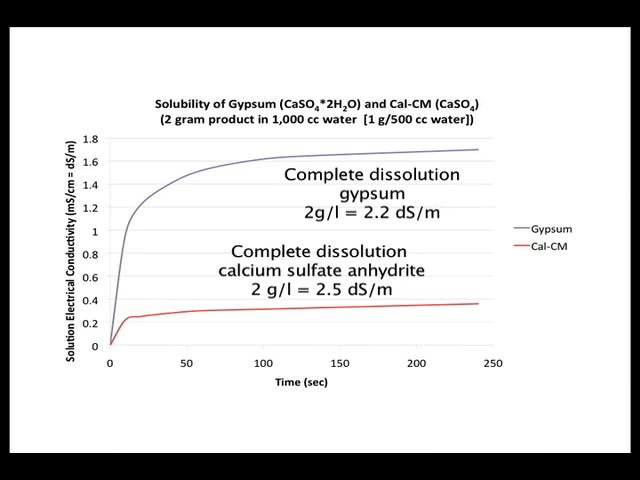 Solubility of Gypsum (CaSO4*2H2O) and Cal-CM (CaSO4)
(2 gram product in 1,000 cc water [1 g/500 cc water])
Solution Electrical Conductivity (mS/cm = dS/m)
1.8
1.6
1.4
1.2
1
0.8
0.6
0.4
0.2
0
Complete dissolution
gypsum
2g/l = 2.2 dS/m
Complete dissolution
calcium sulfate anhydrite
2 g/l = 2.5 dS/m
Gypsum
Cal-CM
0 50 100 150 200 250
Time (sec)